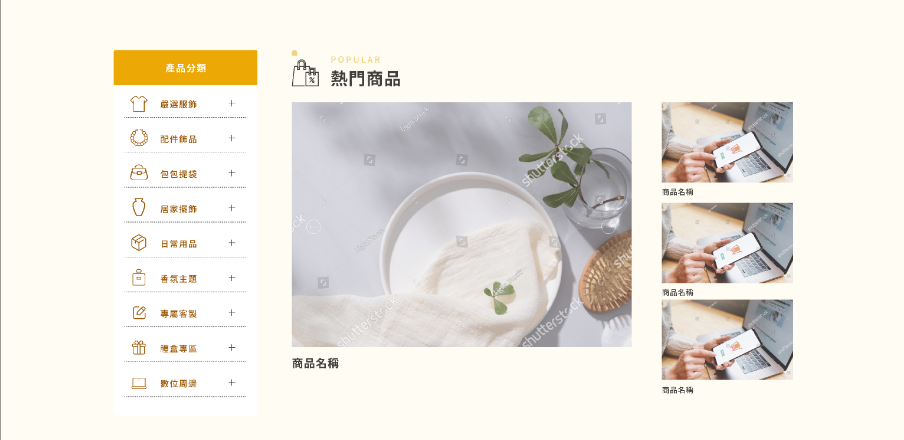 產品分類
嚴選服飾
配件飾品
包包提袋
居家擺飾
日常用品
香氛主題
專屬客製
禮盒專區
數位周邊
POPULAR
熱門商品
shutterstock
shutterstock
shutterstock
商品名稱
商品名稱
商品名稱
商品名稱